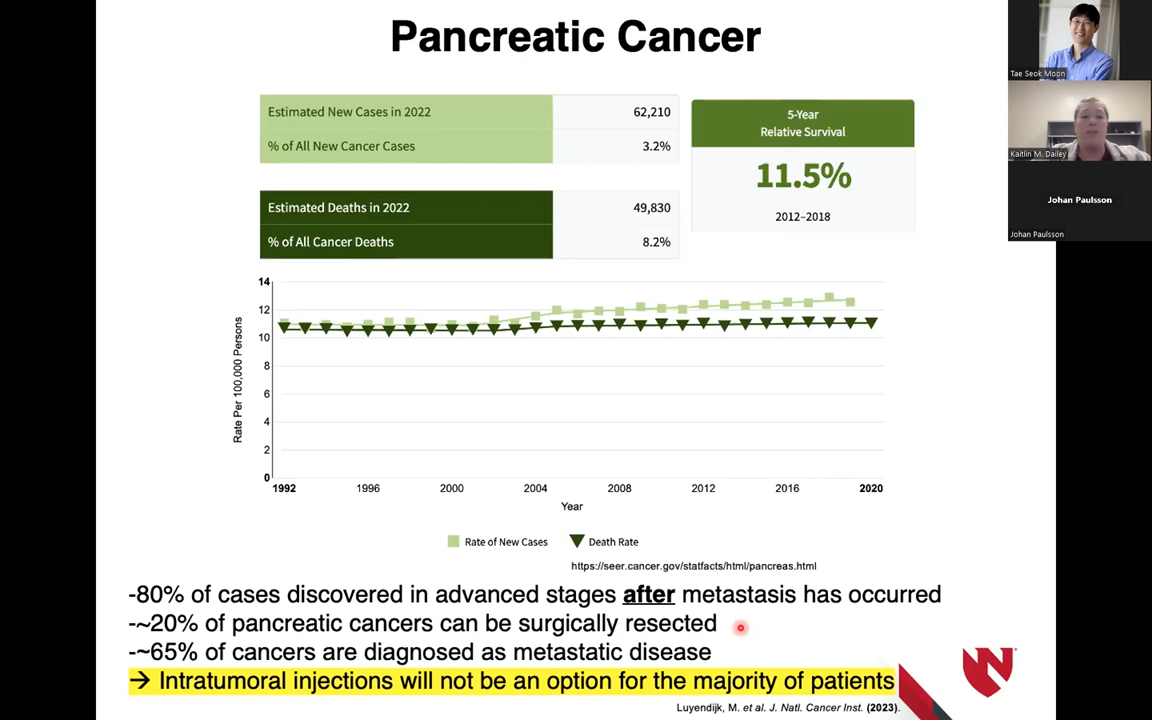 Pancreatic Cancer
Estimated New Cases in 2022 62,210
% of All New Cancer Cases 3.2%
Estimated Deaths in 2022 49,830
% of All Cancer Deaths 8.2%
5-Year
Relative Survival
11.5%
2012–2018
Rate Per 100,000 Persons
14
12
10
8
6
4
2
0
1992 1996 2000 2004 2008 2012 2016 2020
Year
Rate of New Cases Death Rate
https://seer.cancer.gov/statfacts/html/pancreas.html
-80% of cases discovered in advanced stages after metastasis has occurred
-~20% of pancreatic cancers can be surgically resected
-~65% of cancers are diagnosed as metastatic disease
→ Intratumoral injections will not be an option for the majority of patients
Luyendijk, M. et al. J. Natl. Cancer Inst. (2023).
N
Tae Seok Moon
Kaitlin M. Dailey
Johan Paulsson
Johan Paulsson